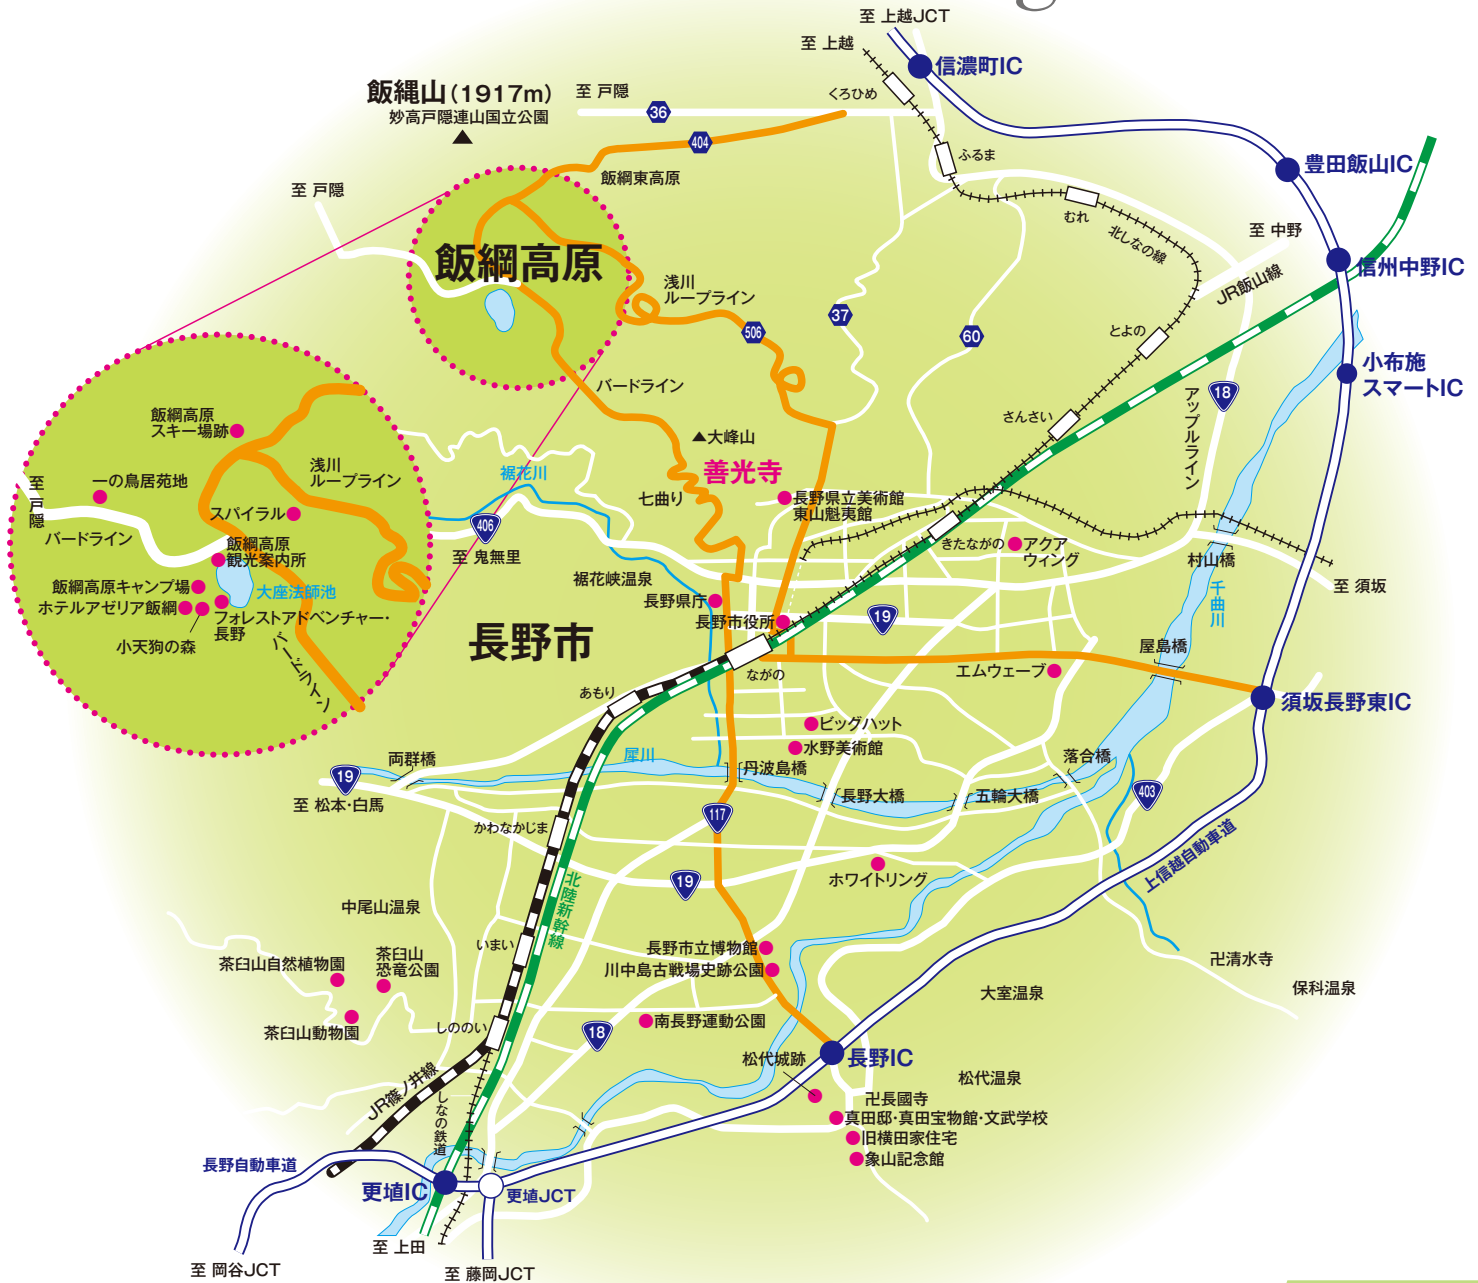 至 上越JCT
至 上越
信濃町IC
飯縄山(1917m)
妙高戸隠連山国立公園
至 戸隠
36
くろひめ
404
ふるま
豊田飯山IC
飯綱東高原
至 戸隠
むれ
北しなの線
至 中野
飯綱高原
信州中野IC
JR飯山線
浅川
ループライン
506
37
60
とよの
小布施
スマートIC
バードライン
18
アップルライン
飯綱高原
スキー場跡
さんさい
▲大峰山
善光寺
浅川
ループライン
裾花川
至 戸隠
一の鳥居苑地
七曲り
長野県立美術館
東山魁夷館
スパイラル
406
バードライン
飯綱高原
観光案内所
至 鬼無里
きたながの
アクア
ウィング
村山橋
至 須坂
千曲川
飯綱高原キャンプ場
大座法師池
裾花峡温泉
ホテルアゼリア飯綱
フォレストアドベンチャー・
長野
長野県庁
長野市役所
19
小天狗の森
バードライン
長野市
屋島橋
ながの
エムウェーブ
あもり
須坂長野東IC
ビッグハット
水野美術館
両群橋
犀川
丹波島橋
落合橋
19
至 松本・白馬
長野大橋
五輪大橋
403
かわなかじま
117
上信越自動車道
19
ホワイトリング
北陸新幹線
中尾山温泉
いまい
長野市立博物館
茶臼山自然植物園
茶臼山
恐竜公園
川中島古戦場史跡公園
卍清水寺
大室温泉
保科温泉
茶臼山動物園
しののい
18
南長野運動公園
松代城跡
長野IC
JR篠ノ井線
しなの鉄道
松代温泉
卍長國寺
真田邸・真田宝物館・文武学校
旧横田家住宅
象山記念館
長野自動車道
更埴IC
更埴JCT
至 上田
至 岡谷JCT
至 藤岡JCT